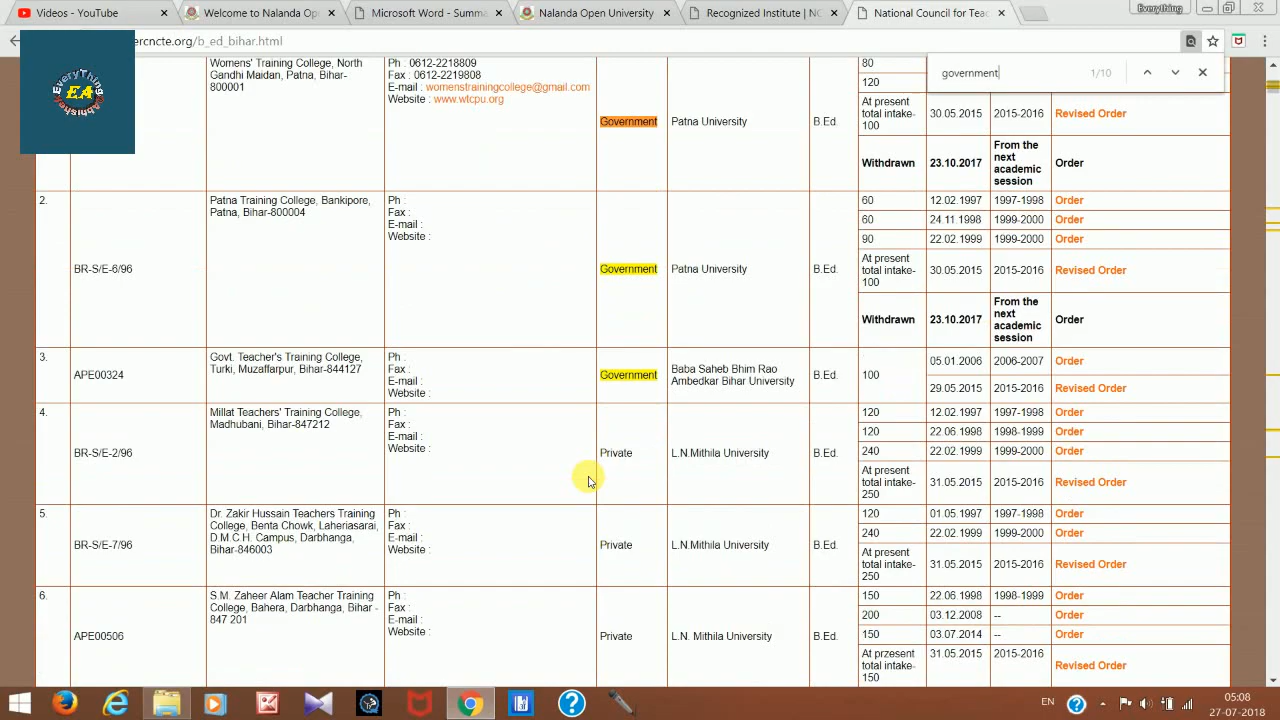 YouTube - YouTube
Welcome to Nalanda Op
Microsoft Word - Summa
Nalanda Open University
Recognized Institute | NC
National Council for Teac
Everything
ercncte.org/b_ed_bihar.html
government 1/10
EVERYTHING
EA
Womens' Training College, North
Gandhi Maidan, Patna, Bihar-
800001
Ph : 0612-2218809
Fax : 0612-2219808
E-mail : womenstrainingcollege@gmail.com
Website : www.wtcpu.org
Government
Patna University
B.Ed.
80
120
At present
total intake-
100
30.05.2015
2015-2016
Revised Order
Withdrawn
23.10.2017
From the
next
academic
session
Order
2.
BR-S/E-6/96
Patna Training College, Bankipore,
Patna, Bihar-800004
Ph :
Fax :
E-mail :
Website :
Government
Patna University
B.Ed.
60 12.02.1997 1997-1998 Order
60 24.11.1998 1999-2000 Order
90 22.02.1999 1999-2000 Order
At present
total intake-
100
30.05.2015
2015-2016
Revised Order
Withdrawn
23.10.2017
From the
next
academic
session
Order
3.
APE00324
Govt. Teacher's Training College,
Turki, Muzaffarpur, Bihar-844127
Ph :
Fax :
E-mail :
Website :
Government
Baba Saheb Bhim Rao
Ambedkar Bihar University
B.Ed.
100
05.01.2006 2006-2007 Order
29.05.2015 2015-2016 Revised Order
4.
BR-S/E-2/96
Millat Teachers' Training College,
Madhubani, Bihar-847212
Ph :
Fax :
E-mail :
Website :
Private
L.N.Mithila University
B.Ed.
120 12.02.1997 1997-1998 Order
120 22.06 1998 1998-1999 Order
240 22.02.1999 1999-2000 Order
At present
total intake-
250
31.05.2015
2015-2016
Revised Order
5.
BR-S/E-7/96
Dr. Zakir Hussain Teachers Training
College, Benta Chowk, Laheriasarai,
D.M.C.H. Campus, Darbhanga,
Bihar-846003
Ph :
Fax :
E-mail :
Website :
Private
L.N.Mithila University
B.Ed.
120 01.05.1997 1997-1998 Order
240 22.02.1999 1999-2000 Order
At present
total intake-
250
31.05.2015
2015-2016
Revised Order
6.
APE00506
S.M. Zaheer Alam Teacher Training
College, Bahera, Darbhanga, Bihar -
847 201
Ph :
Fax :
E-mail :
Website :
Private
L.N. Mithila University
B.Ed.
150 22.06.1998 1998-1999 Order
200 03.12.2008 -- Order
150 03.07.2014 -- Order
At przesent
total intake-
150
31.05.2015
2015-2016
Revised Order
EN
05:08
27-07-2018